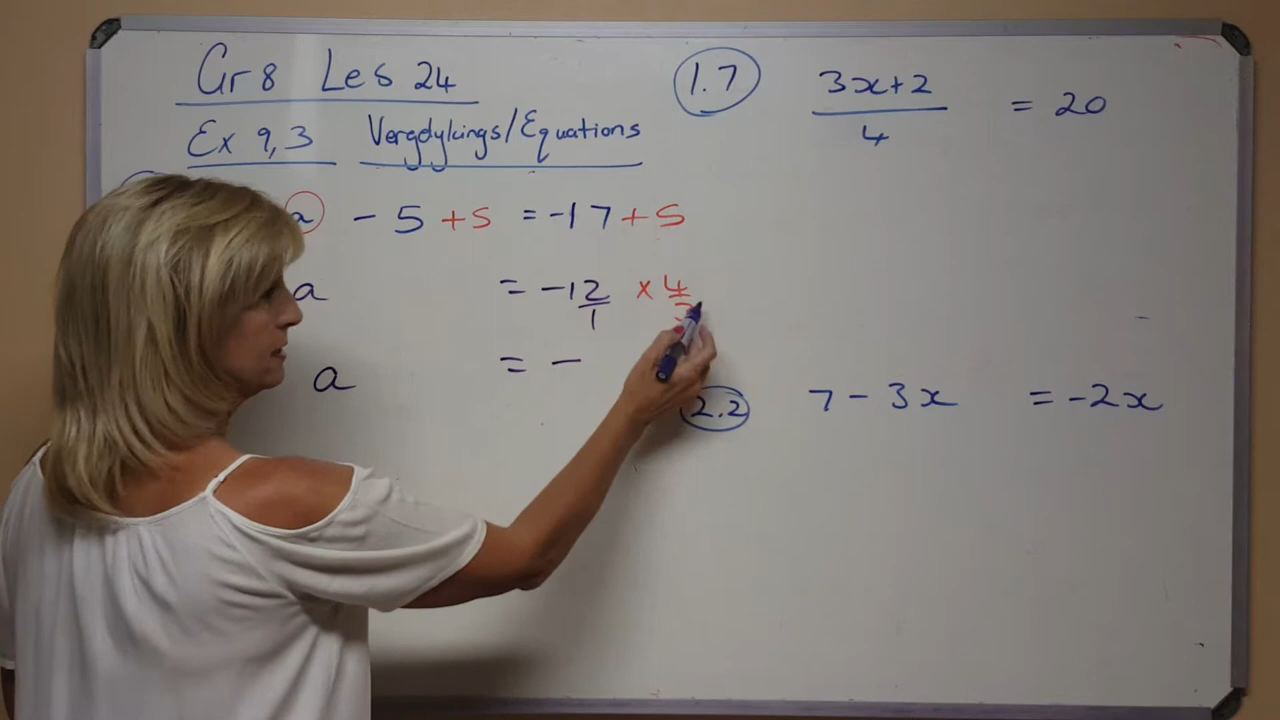 Gr 8 Les 24
Ex 9,3 Vergelykings/Equations
a - 5 + 5 = -17 + 5
a = -12/1 × 4/3
a = -
1.7 (3x+2)/4 = 20
2.2 7 - 3x = -2x